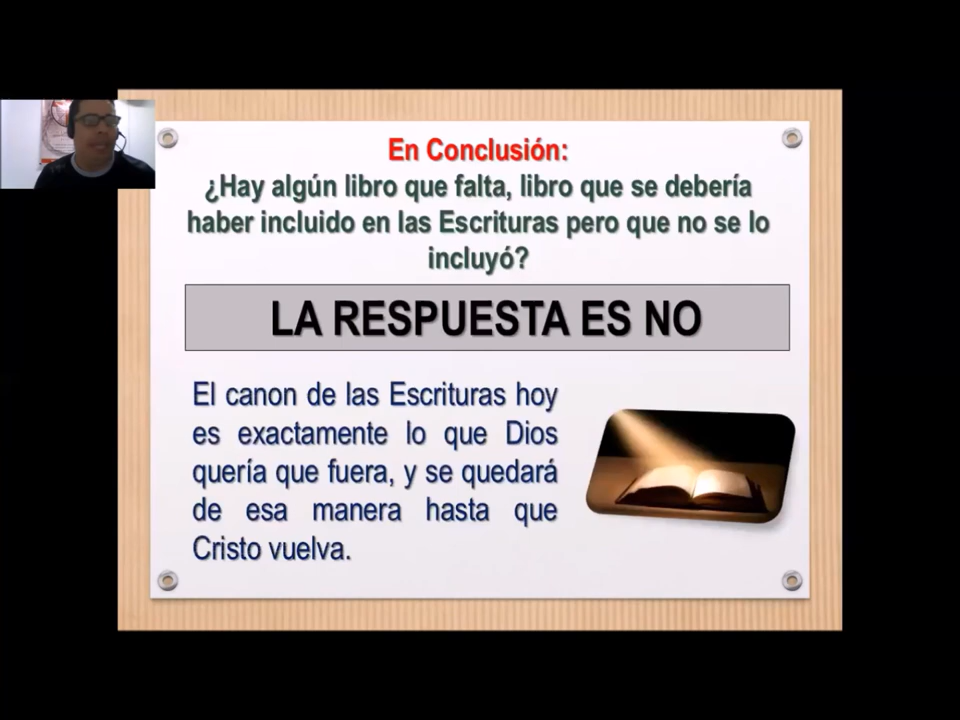 En Conclusión:
¿Hay algún libro que falta, libro que se debería
haber incluido en las Escrituras pero que no se lo
incluyó?
LA RESPUESTA ES NO
El canon de las Escrituras hoy
es exactamente lo que Dios
quería que fuera, y se quedará
de esa manera hasta que
Cristo vuelva.